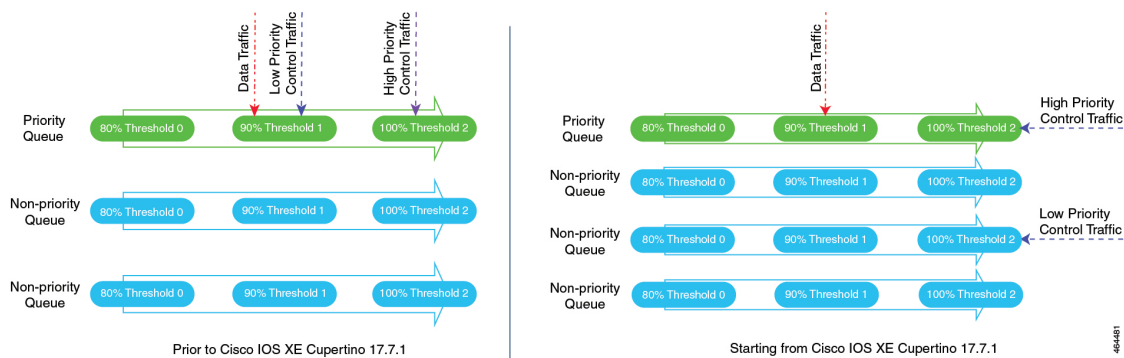 Data Traffic
Low Priority
Control Traffic
High Priority
Control Traffic
Priority
Queue
80% Threshold 0
90% Threshold 1
100% Threshold 2
Non-priority
Queue
80% Threshold 0
90% Threshold 1
100% Threshold 2
Non-priority
Queue
80% Threshold 0
90% Threshold 1
100% Threshold 2
Prior to Cisco IOS XE Cupertino 17.7.1
Data Traffic
High Priority
Control Traffic
Priority
Queue
80% Threshold 0
90% Threshold 1
100% Threshold 2
Non-priority
Queue
80% Threshold 0
90% Threshold 1
100% Threshold 2
Non-priority
Queue
80% Threshold 0
90% Threshold 1
100% Threshold 2
Low Priority
Control Traffic
Non-priority
Queue
80% Threshold 0
90% Threshold 1
100% Threshold 2
Starting from Cisco IOS XE Cupertino 17.7.1
464481